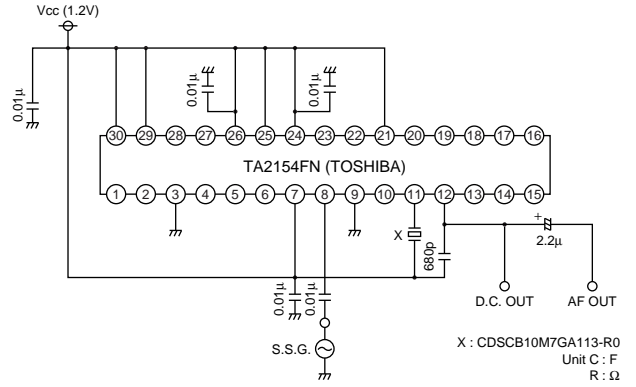 Vcc (1.2V)
0.01μ
0.01μ
0.01μ
30 29 28 27 26 25 24 23 22 21 20 19 18 17 16
TA2154FN (TOSHIBA)
1 2 3 4 5 6 7 8 9 10 11 12 13 14 15
X
680p
+
2.2μ
0.01μ
0.01μ
D.C. OUT
AF OUT
S.S.G.
X : CDSCB10M7GA113-R0
Unit C : F
R : Ω